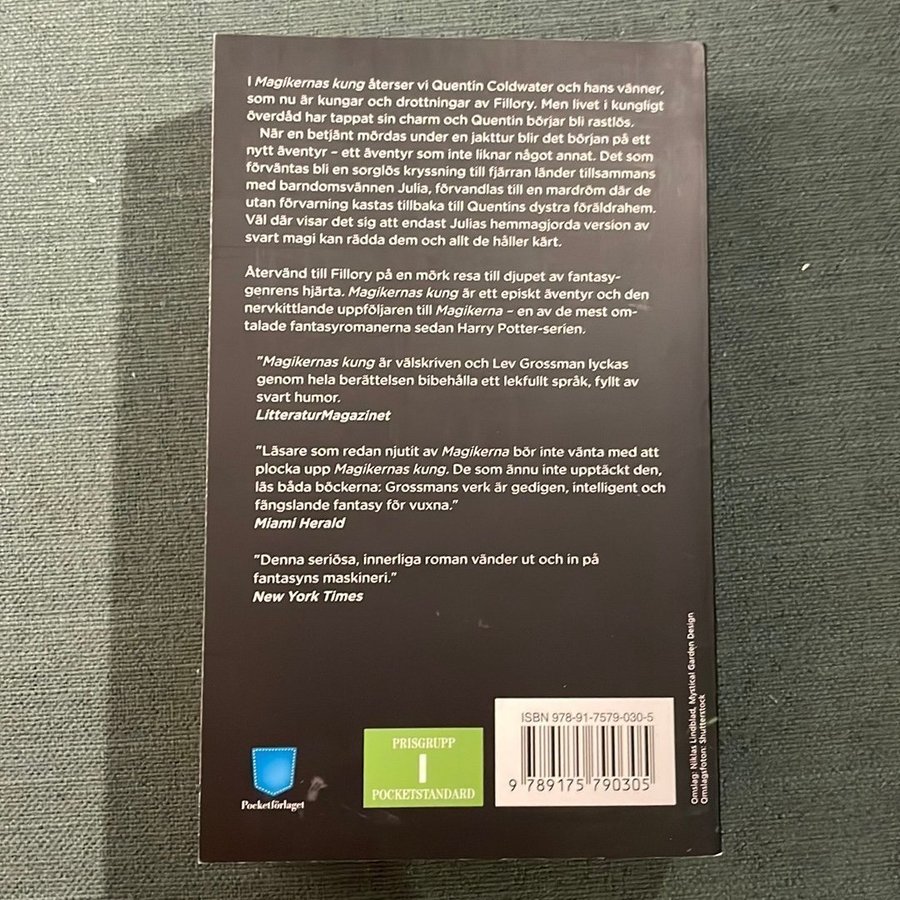 I Magikernas kung återser vi Quentin Coldwater och hans vänner,
som nu är kungar och drottningar av Fillory. Men livet i kungligt
överdåd har tappat sin charm och Quentin börjar bli rastlös.
När en betjänt mördas under en jakttur blir det början på ett
nytt äventyr – ett äventyr som inte liknar något annat. Det som
förväntas bli en sorglös kryssning till fjärran länder tillsammans
med barndomsvännen Julia, förvandlas till en mardröm där de
utan förvarning kastas tillbaka till Quentins dystra föräldrahem.
Väl där visar det sig att endast Julias hemmagjorda version av
svart magi kan rädda dem och allt de håller kärt.
Återvänd till Fillory på en mörk resa till djupet av fantasy-
genrens hjärta. Magikernas kung är ett episkt äventyr och den
nervkittlande uppföljaren till Magikerna – en av de mest om-
talade fantasyromanerna sedan Harry Potter-serien.
"Magikernas kung är välskriven och Lev Grossman lyckas
genom hela berättelsen bibehålla ett lekfullt språk, fyllt av
svart humor.
LitteraturMagazinet
"Läsare som redan njutit av Magikerna bör inte vänta med att
plocka upp Magikernas kung. De som ännu inte upptäckt den,
läs båda böckerna: Grossmans verk är gedigen, intelligent och
fängslande fantasy för vuxna."
Miami Herald
"Denna seriösa, innerliga roman vänder ut och in på
fantasyns maskineri."
New York Times
Pocketförlaget
PRISGRUPP
1
POCKETSTANDARD
ISBN 978-91-7579-030-5
9 789175 790305
Omslag: Niklas Lindblad, Mystical Garden Design
Omslagsfoton: Shutterstock